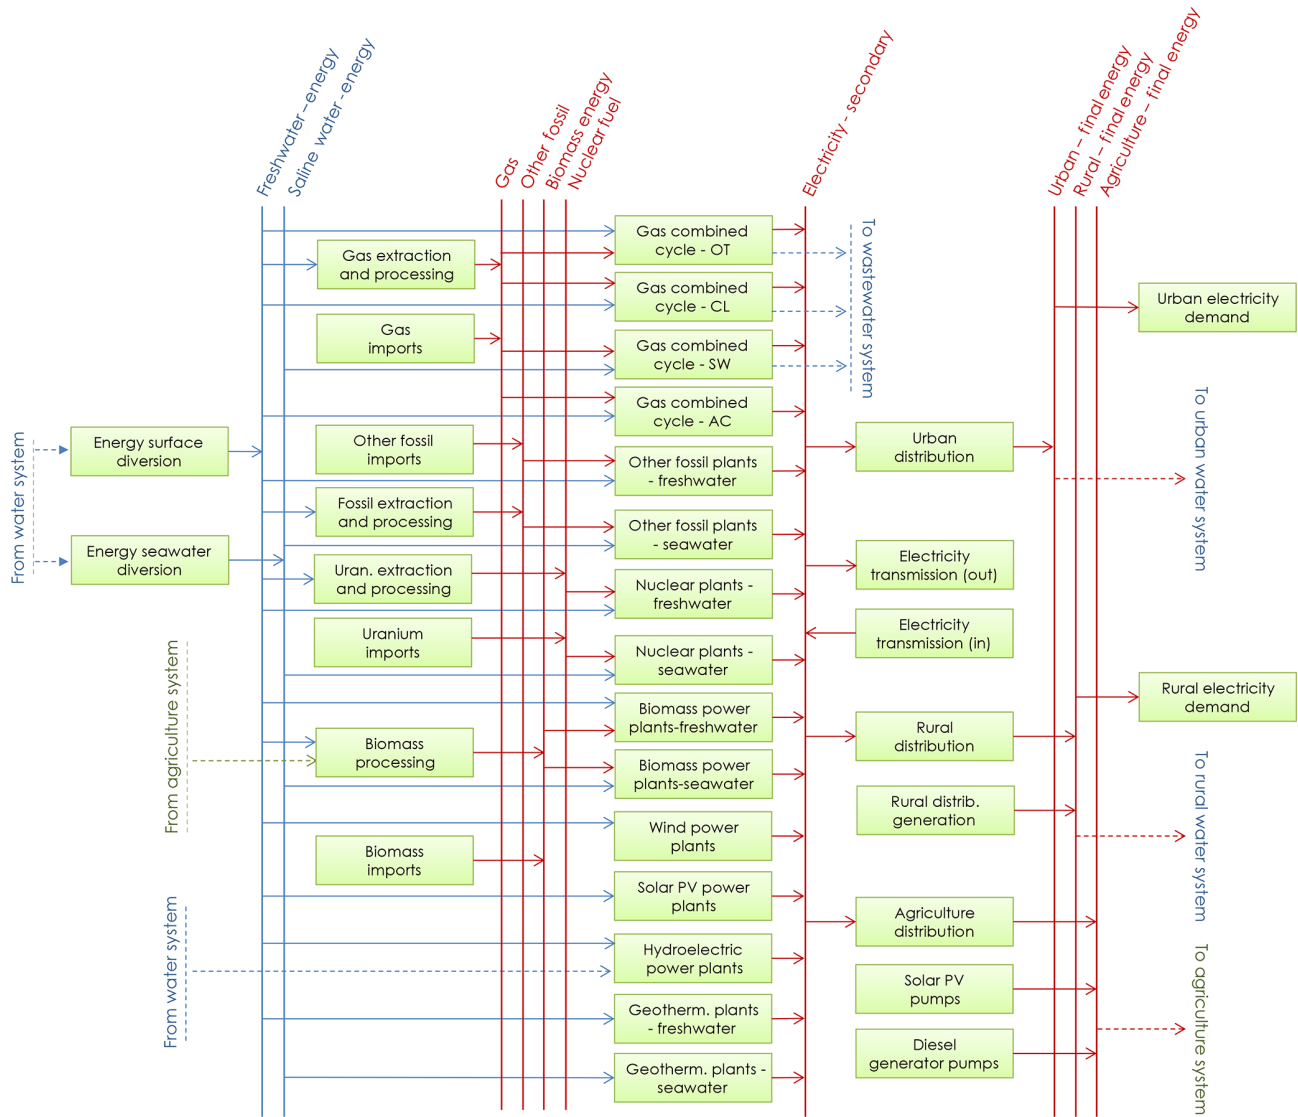 Freshwater – energy
Saline water -energy
Gas
Other fossil
Biomass energy
Nuclear fuel
Electricity - secondary
Urban – final energy
Rural – final energy
Agriculture – final energy
From water system
Energy surface
diversion
Energy seawater
diversion
From agriculture system
From water system
Gas extraction
and processing
Gas
imports
Other fossil
imports
Fossil extraction
and processing
Uran. extraction
and processing
Uranium
imports
Biomass
processing
Biomass
imports
Gas combined
cycle - OT
Gas combined
cycle - CL
Gas combined
cycle - SW
Gas combined
cycle - AC
Other fossil plants
- freshwater
Other fossil plants
- seawater
Nuclear plants -
freshwater
Nuclear plants -
seawater
Biomass power
plants-freshwater
Biomass power
plants-seawater
Wind power
plants
Solar PV power
plants
Hydroelectric
power plants
Geotherm. plants
- freshwater
Geotherm. plants -
seawater
To wastewater system
Urban
distribution
Electricity
transmission (out)
Electricity
transmission (in)
Rural
distribution
Rural distrib.
generation
Agriculture
distribution
Solar PV
pumps
Diesel
generator pumps
Urban electricity
demand
To urban water system
Rural electricity
demand
To rural water system
To agriculture system